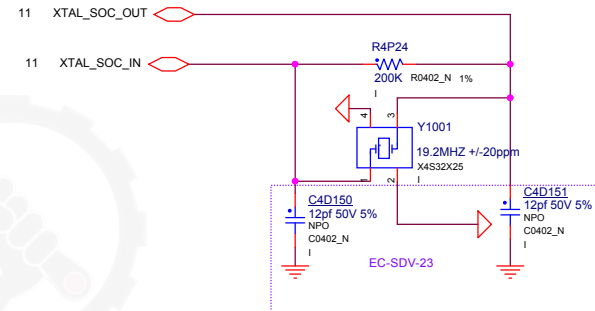 11 XTAL_SOC_OUT
11 XTAL_SOC_IN
R4P24
200K R0402_N 1%
I
4 3
Y1001
19.2MHZ +/-20ppm
X4S32X25
I
1 2
C4D150
12pf 50V 5%
NPO
C0402_N
I
C4D151
12pf 50V 5%
NPO
C0402_N
I
EC-SDV-23